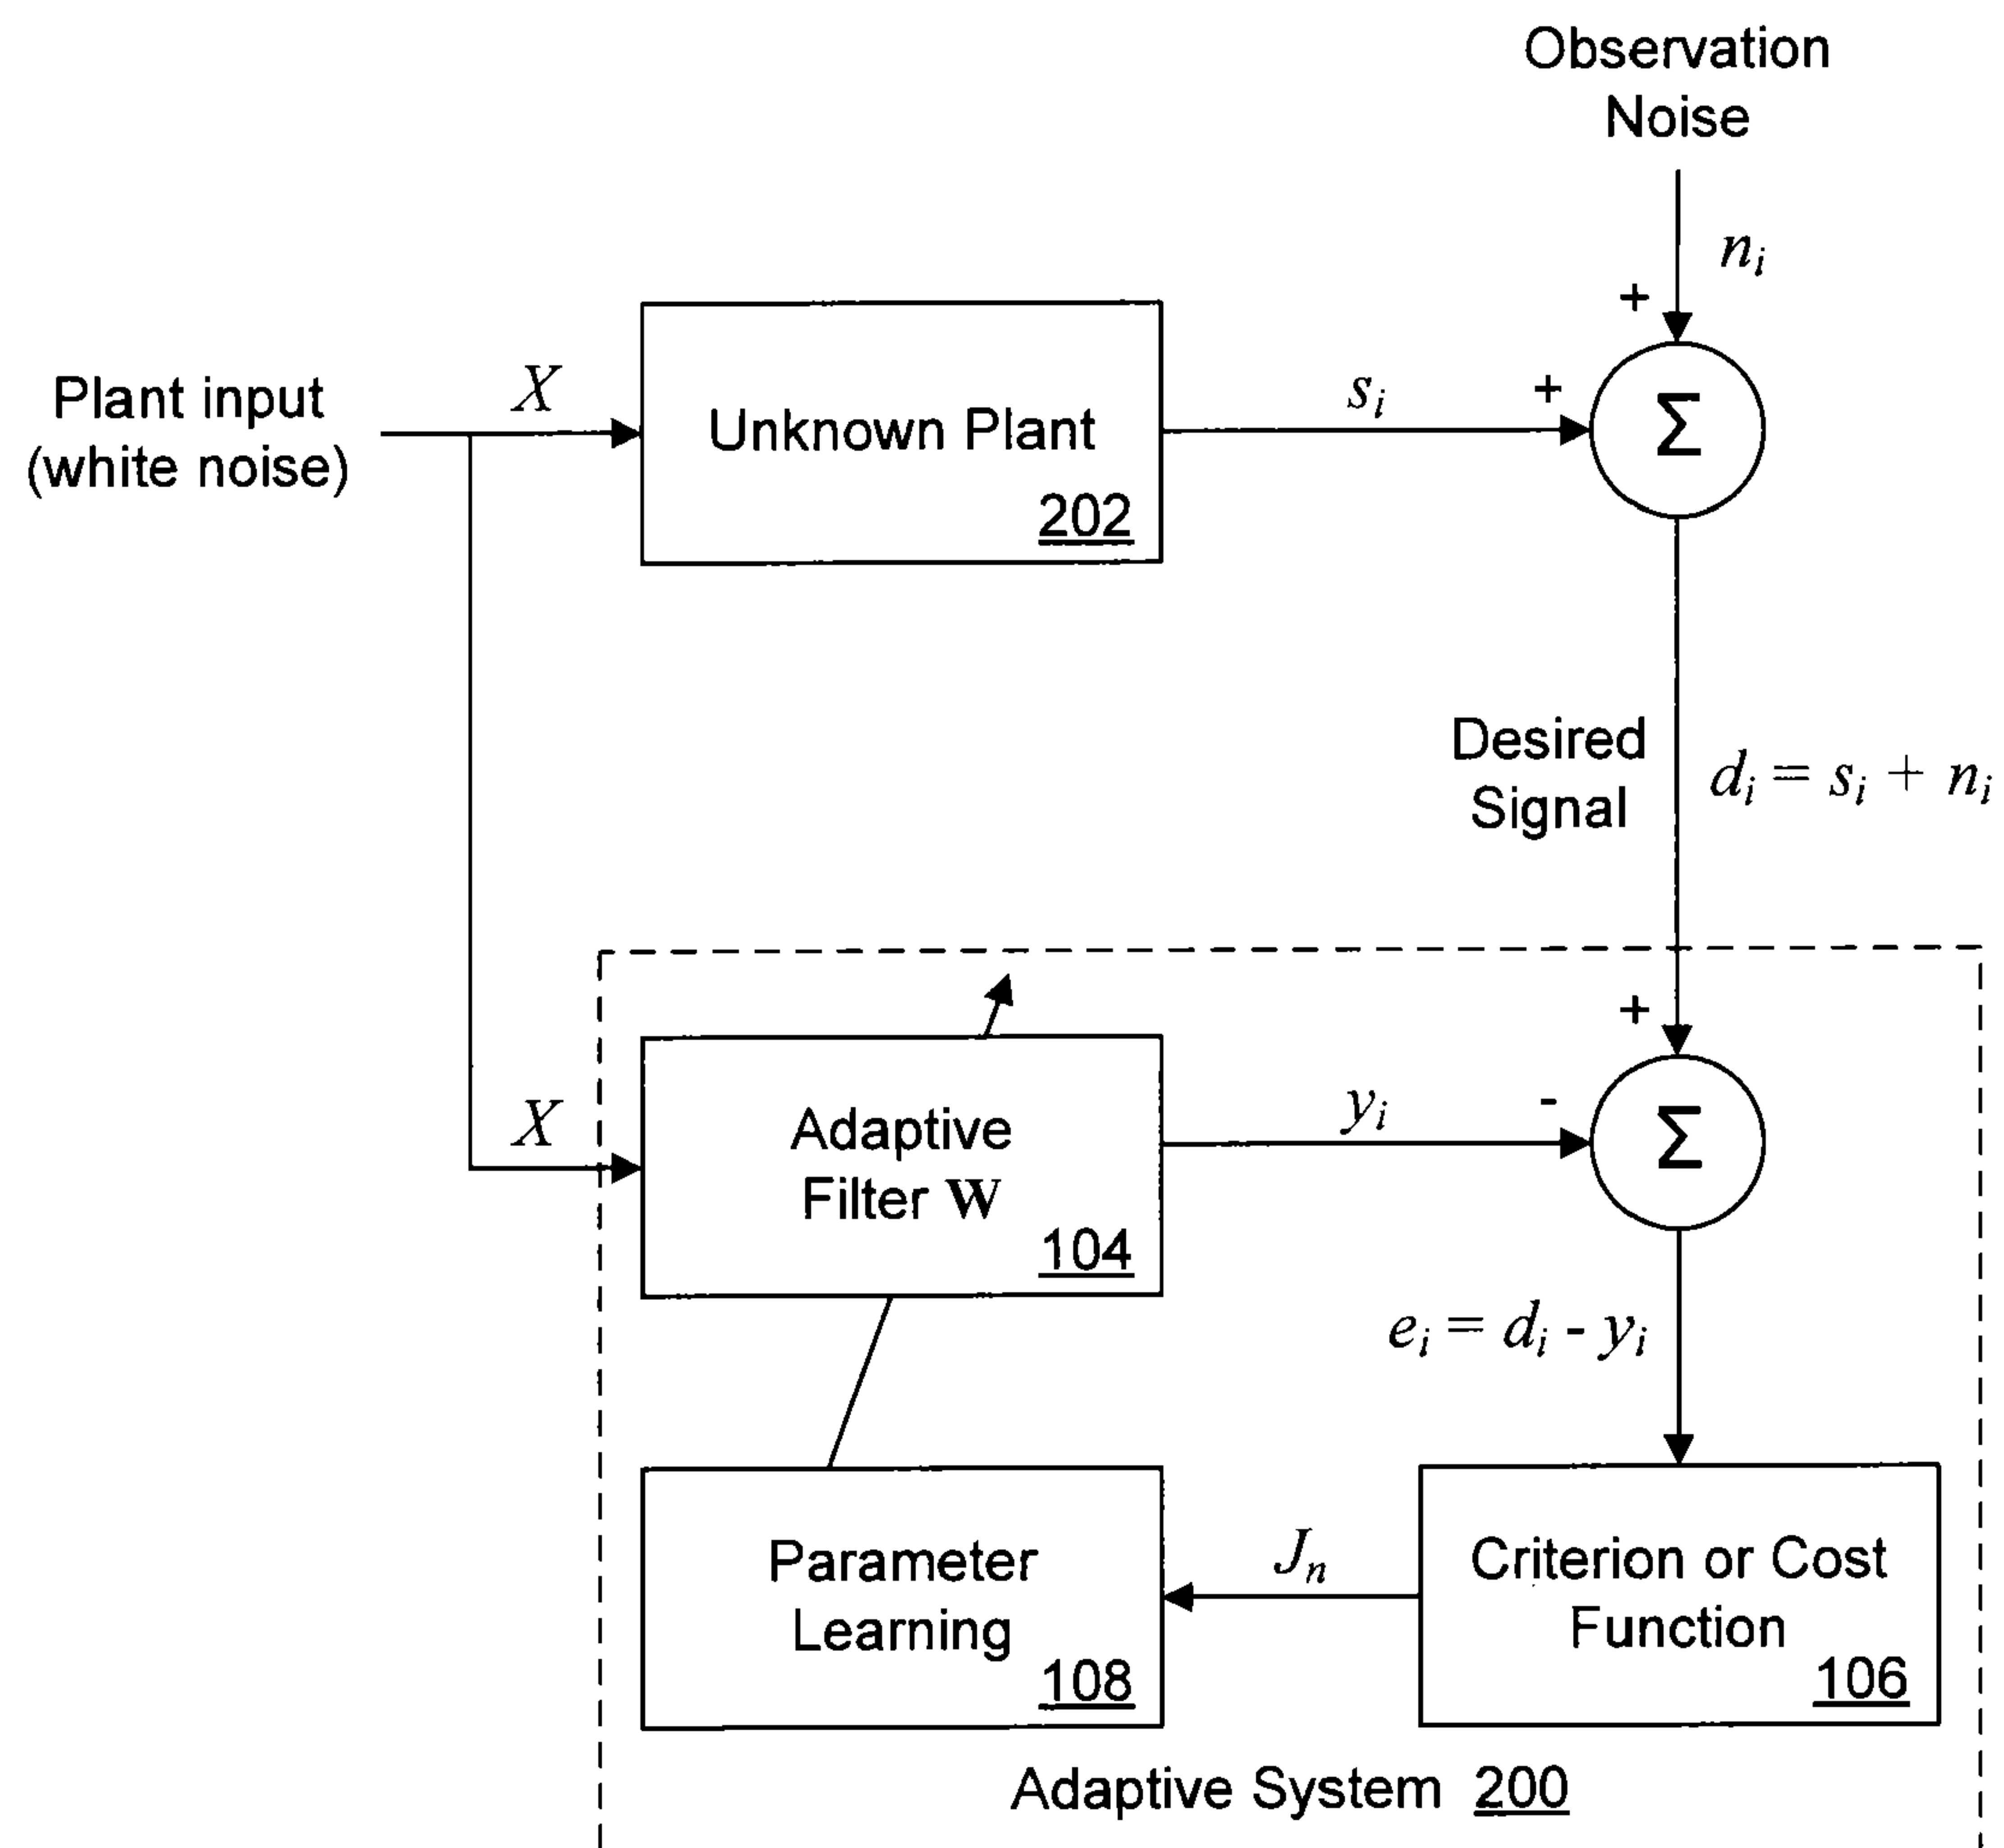 Observation
Noise
n_i
+
Plant input
(white noise)
X
Unknown Plant
202
s_i
+
Σ
Desired
Signal
d_i = s_i + n_i
+
X
Adaptive
Filter W
104
y_i
-
Σ
e_i = d_i - y_i
Parameter
Learning
108
J_n
Criterion or Cost
Function
106
Adaptive System 200